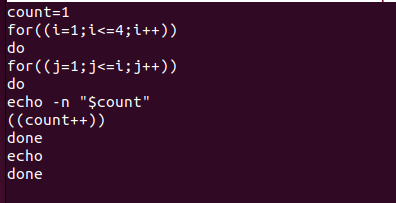 count=1
for((i=1;i<=4;i++))
do
for((j=1;j<=i;j++))
do
echo -n "$count"
((count++))
done
echo
done